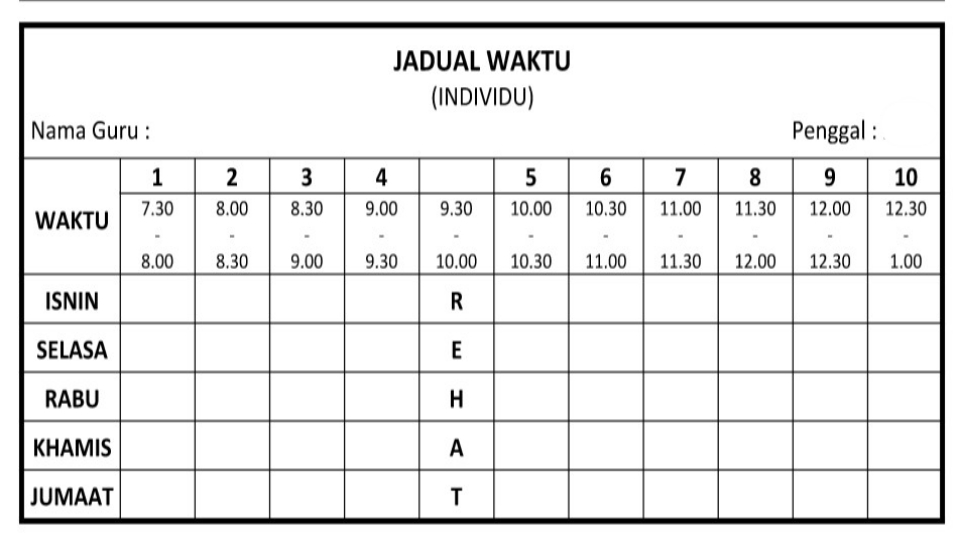 JADUAL WAKTU
(INDIVIDU)
Nama Guru : Penggal :
1 2 3 4 5 6 7 8 9 10
WAKTU
7.30 8.00 8.30 9.00 9.30 10.00 10.30 11.00 11.30 12.00 12.30
- - - - - - - - - - -
8.00 8.30 9.00 9.30 10.00 10.30 11.00 11.30 12.00 12.30 1.00
ISNIN R
SELASA E
RABU H
KHAMIS A
JUMAAT T